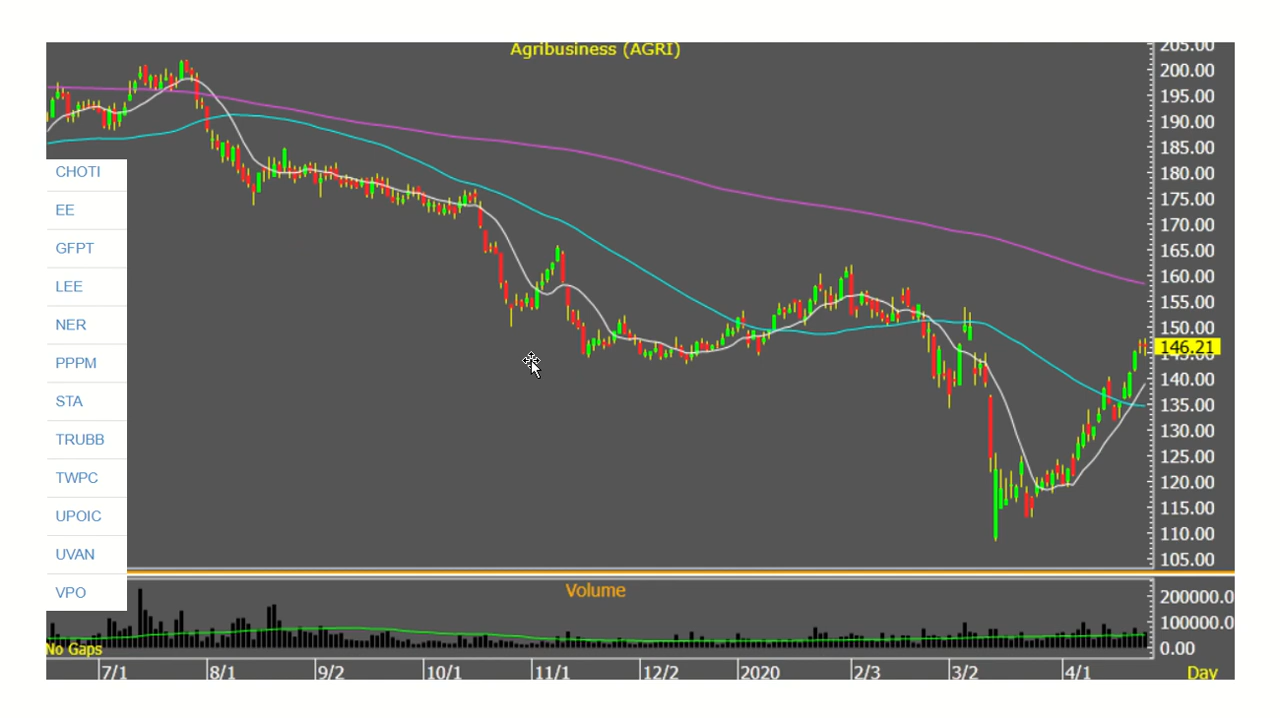 Agribusiness (AGRI)
205.00
200.00
195.00
190.00
185.00
180.00
175.00
170.00
165.00
160.00
155.00
150.00
146.21
145.00
140.00
135.00
130.00
125.00
120.00
115.00
110.00
105.00
CHOTI
EE
GFPT
LEE
NER
PPPM
STA
TRUBB
TWPC
UPOIC
UVAN
VPO
Volume
200000.0
100000.0
0.00
No Gaps
7/1 8/1 9/2 10/1 11/1 12/2 2020 2/3 3/2 4/1 Day